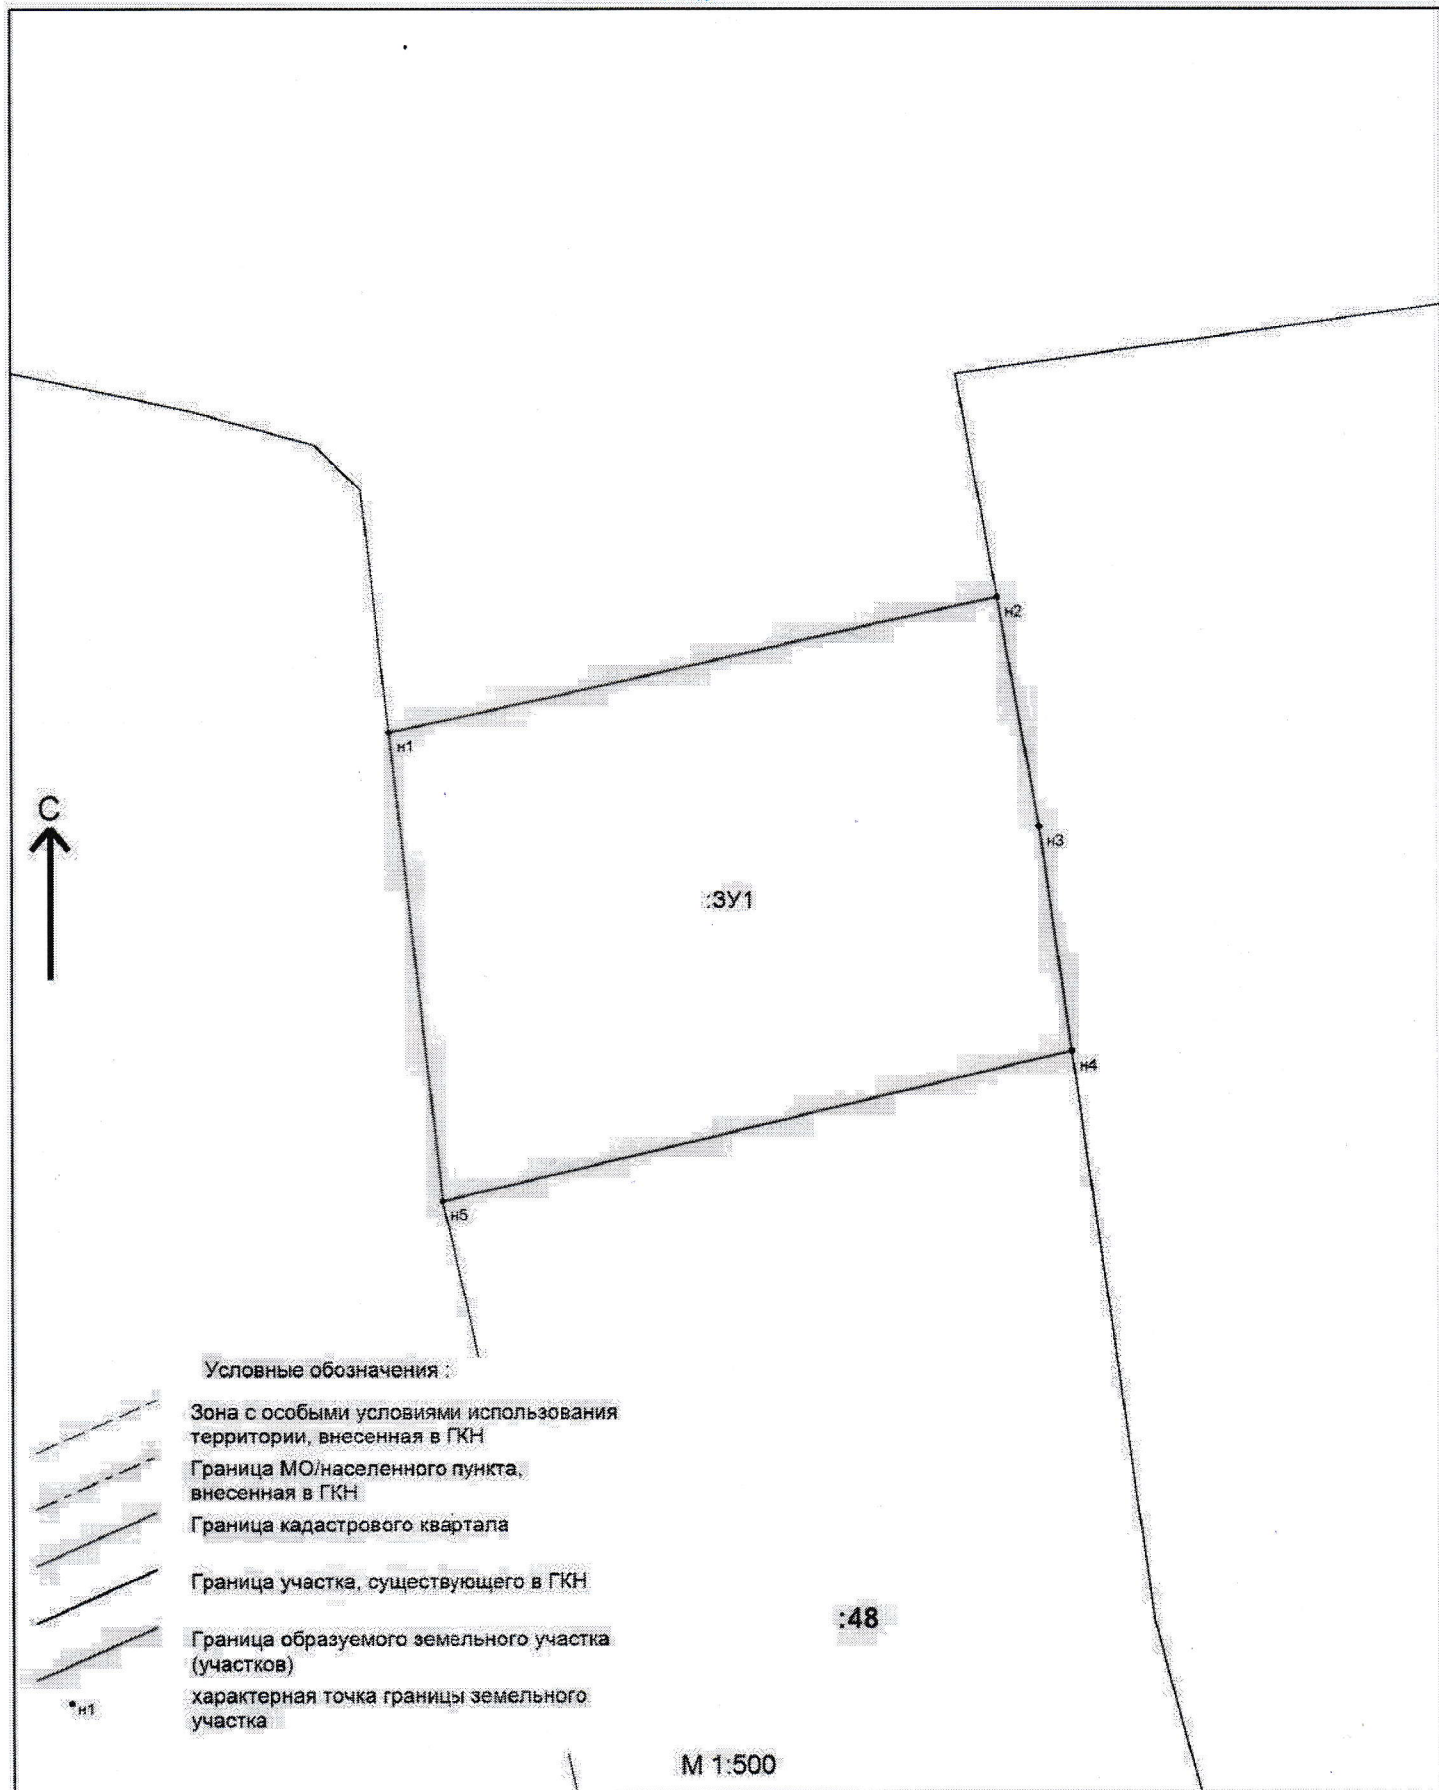 н2
н1
С
н3
:ЗУ1
н4
н5
Условные обозначения :
Зона с особыми условиями использования
территории, внесенная в ГКН
Граница МО/населенного пункта,
внесенная в ГКН
Граница кадастрового квартала
Граница участка, существующего в ГКН
:48
Граница образуемого земельного участка
(участков)
н1
характерная точка границы земельного
участка
М 1:500